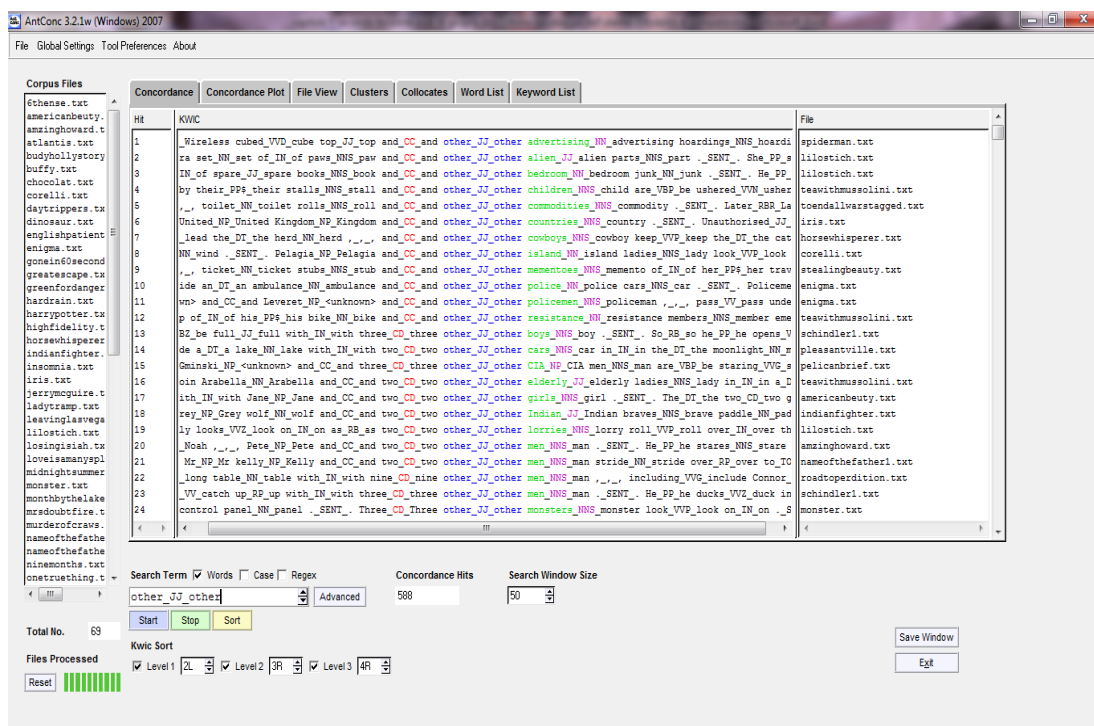 AntConc 3.2.1w (Windows) 2007
File Global Settings Tool Preferences About
Corpus Files
6thense.txt
americanbeuty.
amzinghoward.t
atlantis.txt
budyhollystory
buffy.txt
chocolat.txt
corelli.txt
daytrippers.tx
dinosaur.txt
englishpatient
enigma.txt
gonein60second
greatescape.tx
greenfordanger
hardrain.txt
harrypotter.tx
highfidelity.t
horsewhisperer
indianfighter.
insomnia.txt
iris.txt
jerrymcguire.t
ladytramp.txt
leavinglasvega
lilostich.txt
losingisiah.tx
loveisamanyspl
midnightsummer
monster.txt
monthbythelake
mrsdoubtfire.t
murderofcraws.
nameofthefathe
nameofthefathe
ninemonths.txt
onetruething.t
Total No. 69
Files Processed
Reset
Concordance Concordance Plot File View Clusters Collocates Word List Keyword List
Hit KWIC File
1 _Wireless cubed_VVD_cube top_JJ_top and_CC_and other_JJ_other advertising_NN_advertising hoardings_NNS_hoardi spiderman.txt
2 ra set_NN_set of_IN_of paws_NNS_paw and_CC_and other_JJ_other alien_JJ_alien parts_NNS_part ._SENT_. She_PP_s lilostich.txt
3 IN_of spare_JJ_spare books_NNS_book and_CC_and other_JJ_other bedroom_NN_bedroom junk_NN_junk ._SENT_. He_PP_ lilostich.txt
4 by their_PP$_their stalls_NNS_stall and_CC_and other_JJ_other children_NNS_child are_VBP_be ushered_VVN_usher teawithmussolini.txt
5 ,_, toilet_NN_toilet rolls_NNS_roll and_CC_and other_JJ_other commodities_NNS_commodity ._SENT_. Later_RBR_La toendallwarstagged.txt
6 United_NP_United Kingdom_NP_Kingdom and_CC_and other_JJ_other countries_NNS_country ._SENT_. Unauthorised_JJ_ iris.txt
7 _lead the_DT_the herd_NN_herd ,_,_, and_CC_and other_JJ_other cowboys_NNS_cowboy keep_VVP_keep the_DT_the cat horsewhisperer.txt
8 NN_wind ._SENT_. Pelagia_NP_Pelagia and_CC_and other_JJ_other island_NN_island ladies_NNS_lady look_VVP_look corelli.txt
9 ,_, ticket_NN_ticket stubs_NNS_stub and_CC_and other_JJ_other mementoes_NNS_memento of_IN_of her_PP$_her trav stealingbeauty.txt
10 ide an_DT_an ambulance_NN_ambulance and_CC_and other_JJ_other police_NN_police cars_NNS_car ._SENT_. Policeme enigma.txt
11 wn> and_CC_and Leveret_NP_<unknown> and_CC_and other_JJ_other policemen_NNS_policeman ,_,_, pass_VV_pass unde enigma.txt
12 p of_IN_of his_PP$_his bike_NN_bike and_CC_and other_JJ_other resistance_NN_resistance members_NNS_member eme teawithmussolini.txt
13 BZ_be full_JJ_full with_IN_with three_CD_three other_JJ_other boys_NNS_boy ._SENT_. So_RB_so he_PP_he opens_V schindler1.txt
14 de a_DT_a lake_NN_lake with_IN_with two_CD_two other_JJ_other cars_NNS_car in_IN_in the_DT_the moonlight_NN_m pleasantville.txt
15 Gminski_NP_<unknown> and_CC_and three_CD_three other_JJ_other CIA_NP_CIA men_NNS_man are_VBP_be staring_VVG_s pelicanbrief.txt
16 oin Arabella_NN_Arabella and_CC_and two_CD_two other_JJ_other elderly_JJ_elderly ladies_NNS_lady in_IN_in a_D teawithmussolini.txt
17 ith_IN_with Jane_NP_Jane and_CC_and two_CD_two other_JJ_other girls_NNS_girl ._SENT_. The_DT_the two_CD_two g americanbeuty.txt
18 rey_NP_Grey wolf_NN_wolf and_CC_and two_CD_two other_JJ_other Indian_JJ_Indian braves_NNS_brave paddle_NN_pad indianfighter.txt
19 ly looks_VVZ_look on_IN_on as_RB_as two_CD_two other_JJ_other lorries_NNS_lorry roll_VVP_roll over_IN_over th lilostich.txt
20 _Noah ,_,_, Pete_NP_Pete and_CC_and two_CD_two other_JJ_other men_NNS_man ._SENT_. He_PP_he stares_NNS_stare amzinghoward.txt
21 Mr_NP_Mr kelly_NP_Kelly and_CC_and two_CD_two other_JJ_other men_NNS_man stride_NN_stride over_RP_over to_TO nameofthefather1.txt
22 _long table_NN_table with_IN_with nine_CD_nine other_JJ_other men_NNS_man ,_,_, including_VVG_include Connor_ roadtoperdition.txt
23 _VV_catch up_RP_up with_IN_with three_CD_three other_JJ_other men_NNS_man ._SENT_. He_PP_he ducks_VVZ_duck in schindler1.txt
24 control panel_NN_panel ._SENT_. Three_CD_Three other_JJ_other monsters_NNS_monster look_VVP_look on_IN_on ._S monster.txt
Search Term Words Case Regex Concordance Hits Search Window Size
other_JJ_other Advanced 588 50
Start Stop Sort
Kwic Sort
Level 1 2L Level 2 3R Level 3 4R
Save Window
Exit